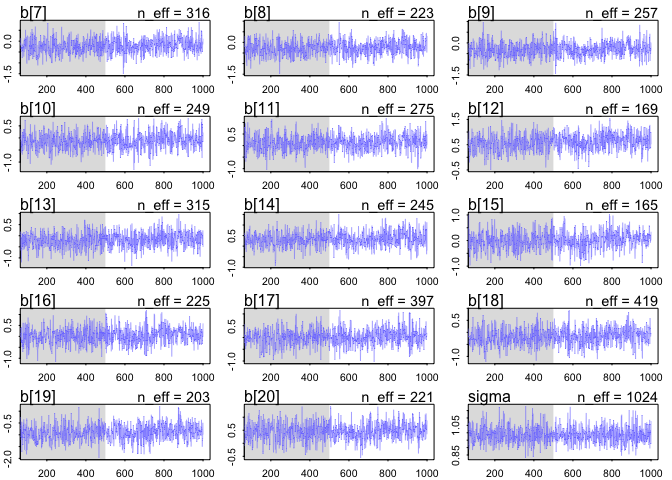 b[7] n_eff = 316 b[8] n_eff = 223 b[9] n_eff = 257
0.0 -1.5 0.0 -1.5 0.0 -1.5
200 400 600 800 1000 200 400 600 800 1000 200 400 600 800 1000
b[10] n_eff = 249 b[11] n_eff = 275 b[12] n_eff = 169
0.5 -1.0 0.5 -1.0 1.5 0.5 -0.5
200 400 600 800 1000 200 400 600 800 1000 200 400 600 800 1000
b[13] n_eff = 315 b[14] n_eff = 245 b[15] n_eff = 165
0.5 -1.0 0.5 -1.0 1.0 0.0 -1.0
200 400 600 800 1000 200 400 600 800 1000 200 400 600 800 1000
b[16] n_eff = 225 b[17] n_eff = 397 b[18] n_eff = 419
0.5 -1.0 0.5 -1.0 0.5 -1.0
200 400 600 800 1000 200 400 600 800 1000 200 400 600 800 1000
b[19] n_eff = 203 b[20] n_eff = 221 sigma n_eff = 1024
-0.5 -2.0 0.5 -0.5 1.05 0.85
200 400 600 800 1000 200 400 600 800 1000 200 400 600 800 1000